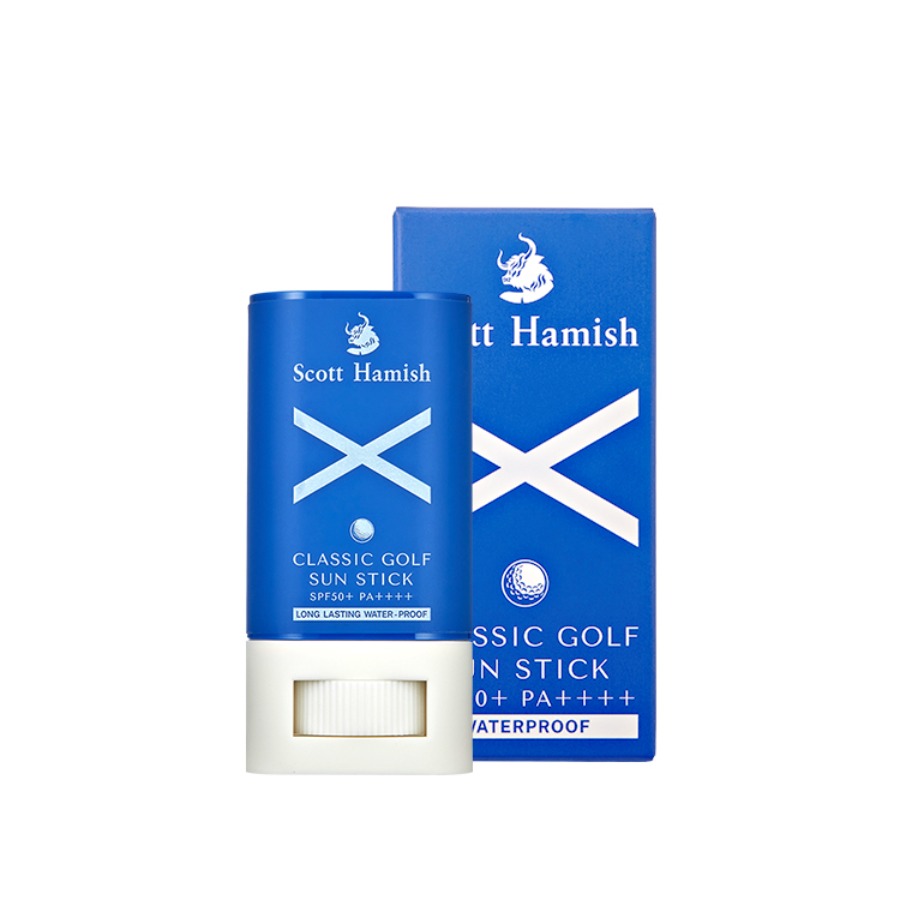 Scott Hamish
CLASSIC GOLF
SUN STICK
SPF50+ PA++++
LONG LASTING WATER-PROOF
tt Hamish
SSIC GOLF
N STICK
0+ PA++++
WATERPROOF